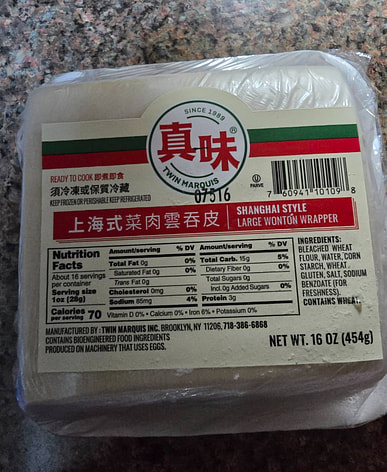 SINCE 1989
真味®
TWIN MARQUIS
07516
READY TO COOK 即煮即食
須冷凍或保質冷藏
KEEP FROZEN OR PERISHABLE KEEP REFRIGERATED
U
PARVE
7 60941 10109 8
上海式菜肉雲吞皮
SHANGHAI STYLE
LARGE WONTON WRAPPER
Nutrition
Facts
About 16 servings
per container
Serving size
1oz (28g)
Calories
per serving 70
Amount/serving % DV
Total Fat 0g 0%
Saturated Fat 0g 0%
Trans Fat 0g
Cholesterol 0mg 0%
Sodium 85mg 4%
Amount/serving % DV
Total Carb. 15g 5%
Dietary Fiber 0g 0%
Total Sugars 0g
Incl.0g Added Sugars 0%
Protein 3g
Vitamin D 0% • Calcium 0% • Iron 6% • Potassium 0%
INGREDIENTS:
BLEACHED WHEAT
FLOUR, WATER, CORN
STARCH, WHEAT
GLUTEN, SALT, SODIUM
BENZOATE (FOR
FRESHNESS).
CONTAINS WHEAT.
MANUFACTURED BY: TWIN MARQUIS INC. BROOKLYN, NY 11206, 718-386-6868
CONTAINS BIOENGINEERED FOOD INGREDIENTS
PRODUCED ON MACHINERY THAT USES EGGS.
NET WT. 16 OZ (454g)